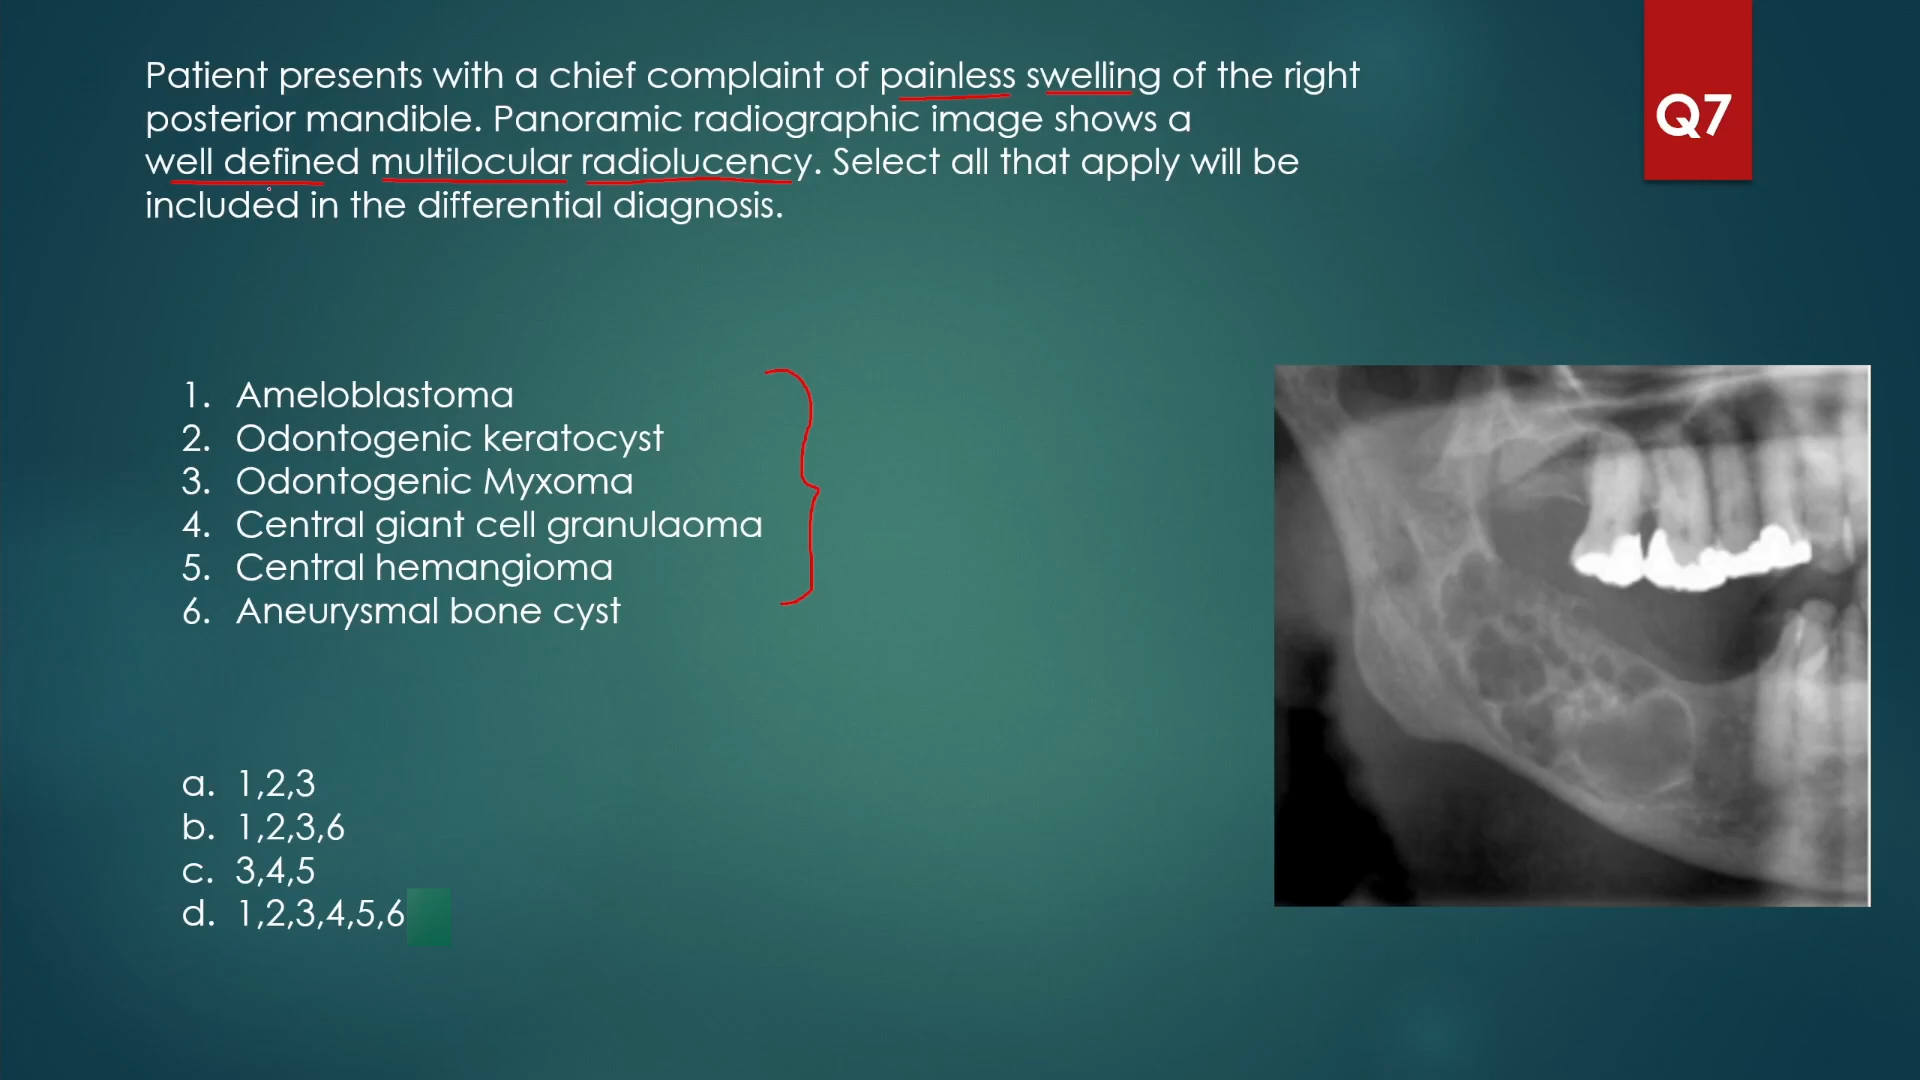 Patient presents with a chief complaint of painless swelling of the right
posterior mandible. Panoramic radiographic image shows a
well defined multilocular radiolucency. Select all that apply will be
included in the differential diagnosis.
Q7
1. Ameloblastoma
2. Odontogenic keratocyst
3. Odontogenic Myxoma
4. Central giant cell granulaoma
5. Central hemangioma
6. Aneurysmal bone cyst
a. 1,2,3
b. 1,2,3,6
c. 3,4,5
d. 1,2,3,4,5,6